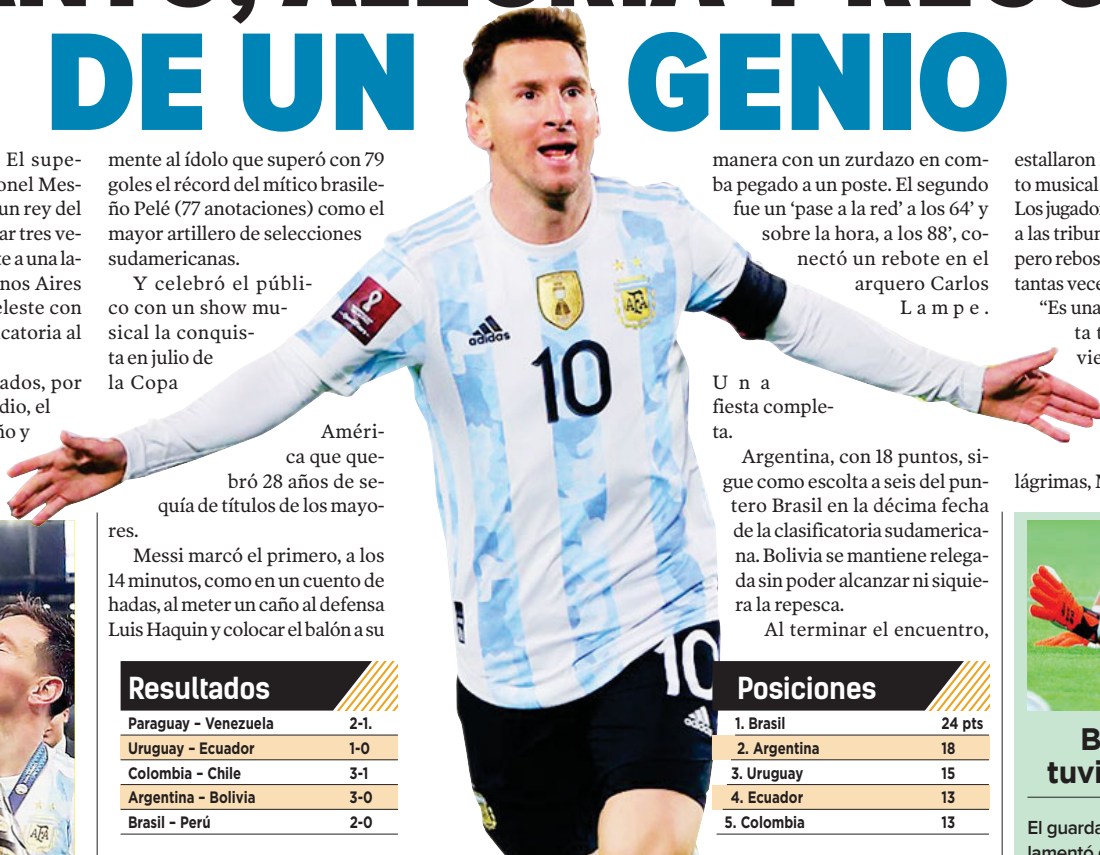 DE UN GENIO
El supe-
onel Mes-
un rey del
ar tres ve-
e a una la-
nos Aires
eleste con
catoria al
ados, por
dio, el
ño y
mente al ídolo que superó con 79
goles el récord del mítico brasile-
ño Pelé (77 anotaciones) como el
mayor artillero de selecciones
sudamericanas.
Y celebró el públi-
co con un show mu-
sical la conquis-
ta en julio de
la Copa
Améri-
ca que que-
bró 28 años de se-
quía de títulos de los mayo-
res.
Messi marcó el primero, a los
14 minutos, como en un cuento de
hadas, al meter un caño al defensa
Luis Haquin y colocar el balón a su
manera con un zurdazo en com-
ba pegado a un poste. El segundo
fue un ‘pase a la red’ a los 64’ y
sobre la hora, a los 88’, co-
nectó un rebote en el
arquero Carlos
Lampe.
Una
fiesta comple-
ta.
Argentina, con 18 puntos, si-
gue como escolta a seis del pun-
tero Brasil en la décima fecha
de la clasificatoria sudamerica-
na. Bolivia se mantiene relega-
da sin poder alcanzar ni siquie-
ra la repesca.
Al terminar el encuentro,
estallaron
to musical
Los jugador
a las tribun
pero rebos
tantas vece
“Es una
ta t
vie
lágrimas, M
adidas
AFA
10
10
Resultados
Paraguay – Venezuela 2-1.
Uruguay – Ecuador 1-0
Colombia – Chile 3-1
Argentina – Bolivia 3-0
Brasil – Perú 2-0
Posiciones
1. Brasil 24 pts
2. Argentina 18
3. Uruguay 15
4. Ecuador 13
5. Colombia 13
AFA
B
tuvi
El guarda
lamentó